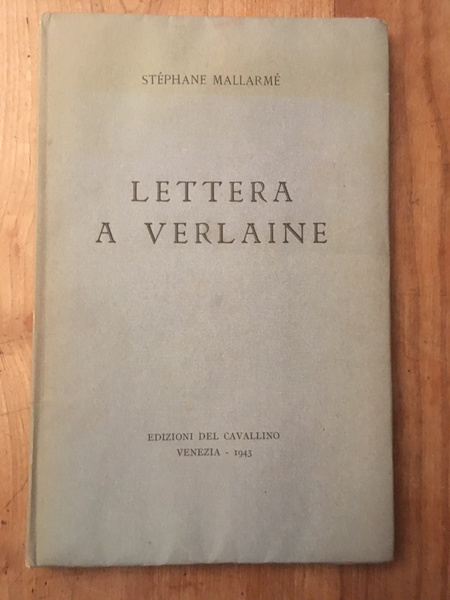 STÉPHANE MALLARMÉ
LETTERA
A VERLAINE
EDIZIONI DEL CAVALLINO
VENEZIA - 1943